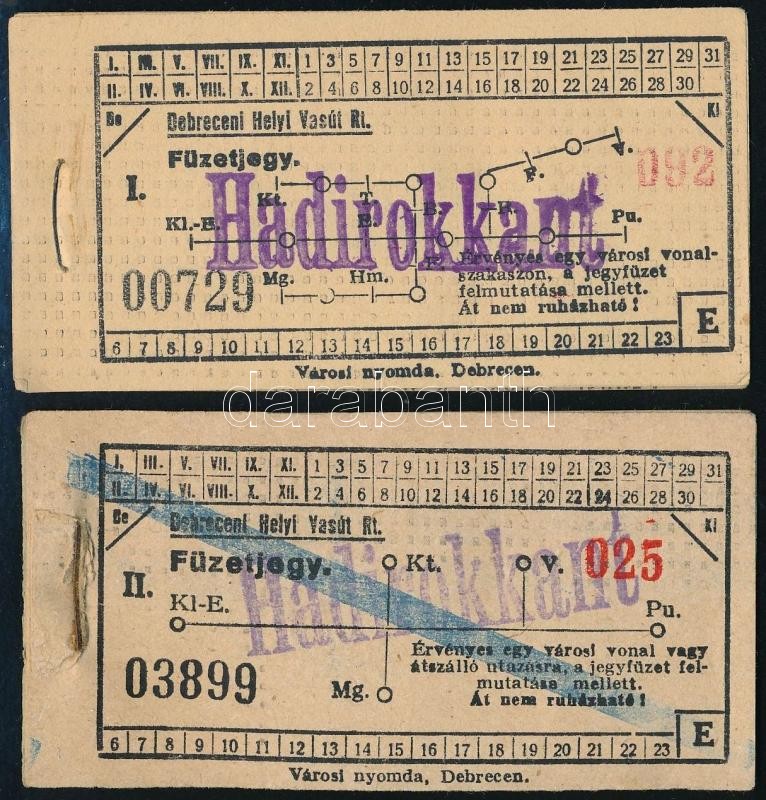 I. III. V. VII. IX. XI. 1 3 5 7 9 11 13 15 17 19 21 23 25 27 29 31
II. IV. VI. VIII. X. XII. 2 4 6 8 10 12 14 16 18 20 22 24 26 28 30
Be Debreceni Helyi Vasút Rt. Ki
Füzetjegy.
092
I.
Hadirokkant
Kt. T. F. V.
Kl.-E. E. B. H. Pu.
Mg. Hm.
00729
Érvényes egy városi vonal-
szakaszon, a jegyfüzet
felmutatása mellett.
Át nem ruházható!
E
6 7 8 9 10 11 12 13 14 15 16 17 18 19 20 21 22 23
Városi nyomda, Debrecen.
darabanth
I. III. V. VII. IX. XI. 1 3 5 7 9 11 13 15 17 19 21 23 25 27 29 31
II. IV. VI. VIII. X. XII. 2 4 6 8 10 12 14 16 18 20 22 24 26 28 30
Be Debreceni Helyi Vasút Rt. Ki
Füzetjegy. Kt. V. 025
II.
Hadirokkant
Kl-E. Pu.
03899
Mg.
Érvényes egy városi vonal vagy
átszálló utazásra, a jegyfüzet fel-
mutatása mellett.
Át nem ruházható!
E
6 7 8 9 10 11 12 13 14 15 16 17 18 19 20 21 22 23
Városi nyomda, Debrecen.